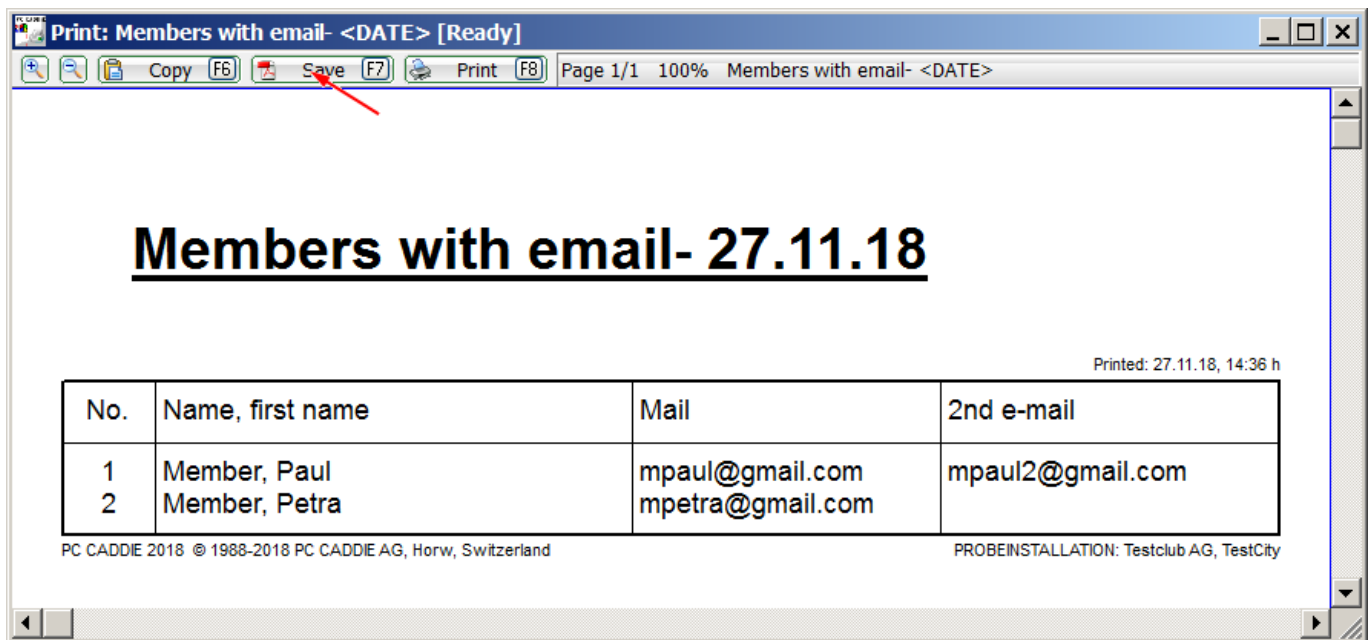 Print: Members with email- <DATE> [Ready]
Copy F6 Save F7 Print F8 Page 1/1 100% Members with email- <DATE>
Members with email- 27.11.18
Printed: 27.11.18, 14:36 h
No. Name, first name Mail 2nd e-mail
1 Member, Paul mpaul@gmail.com mpaul2@gmail.com
2 Member, Petra mpetra@gmail.com
PC CADDIE 2018 © 1988-2018 PC CADDIE AG, Horw, Switzerland PROBEINSTALLATION: Testclub AG, TestCity